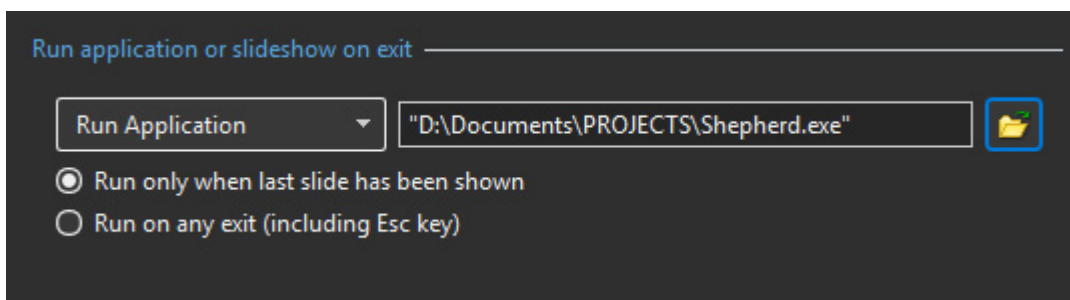 Run application or slideshow on exit
Run Application "D:\Documents\PROJECTS\Shepherd.exe"
Run only when last slide has been shown
Run on any exit (including Esc key)